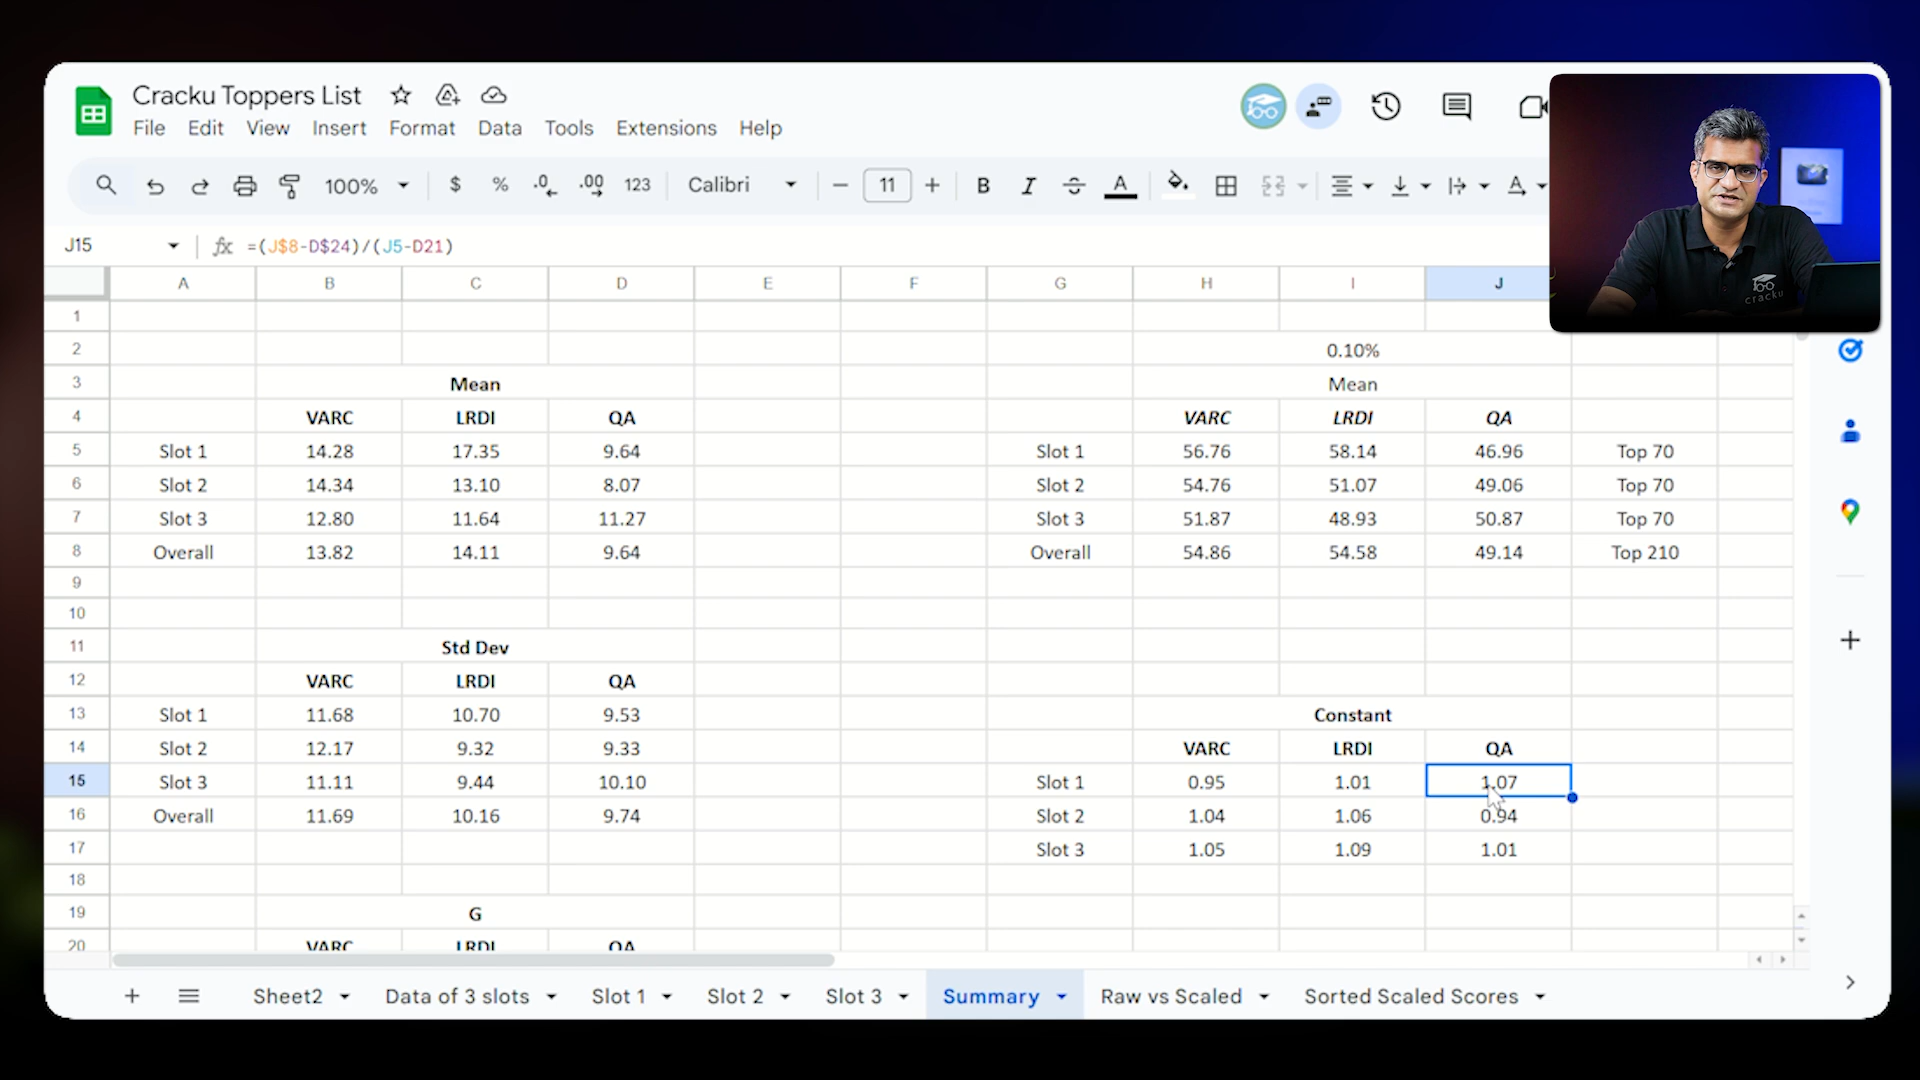 Cracku Toppers List
File Edit View Insert Format Data Tools Extensions Help
100% $ % .0 .00 123 Calibri 11 B I A A
J15 fx =(J$8-D$24)/(J5-D21)
A B C D E F G H I J
1
2 0.10%
3 Mean Mean
4 VARC LRDI QA VARC LRDI QA
5 Slot 1 14.28 17.35 9.64 Slot 1 56.76 58.14 46.96 Top 70
6 Slot 2 14.34 13.10 8.07 Slot 2 54.76 51.07 49.06 Top 70
7 Slot 3 12.80 11.64 11.27 Slot 3 51.87 48.93 50.87 Top 70
8 Overall 13.82 14.11 9.64 Overall 54.86 54.58 49.14 Top 210
9
10
11 Std Dev
12 VARC LRDI QA
13 Slot 1 11.68 10.70 9.53 Constant
14 Slot 2 12.17 9.32 9.33 VARC LRDI QA
15 Slot 3 11.11 9.44 10.10 Slot 1 0.95 1.01 1.07
16 Overall 11.69 10.16 9.74 Slot 2 1.04 1.06 0.94
17 Slot 3 1.05 1.09 1.01
18
19 G
20 VARC LRDI QA
Sheet2 Data of 3 slots Slot 1 Slot 2 Slot 3 Summary Raw vs Scaled Sorted Scaled Scores
cracku